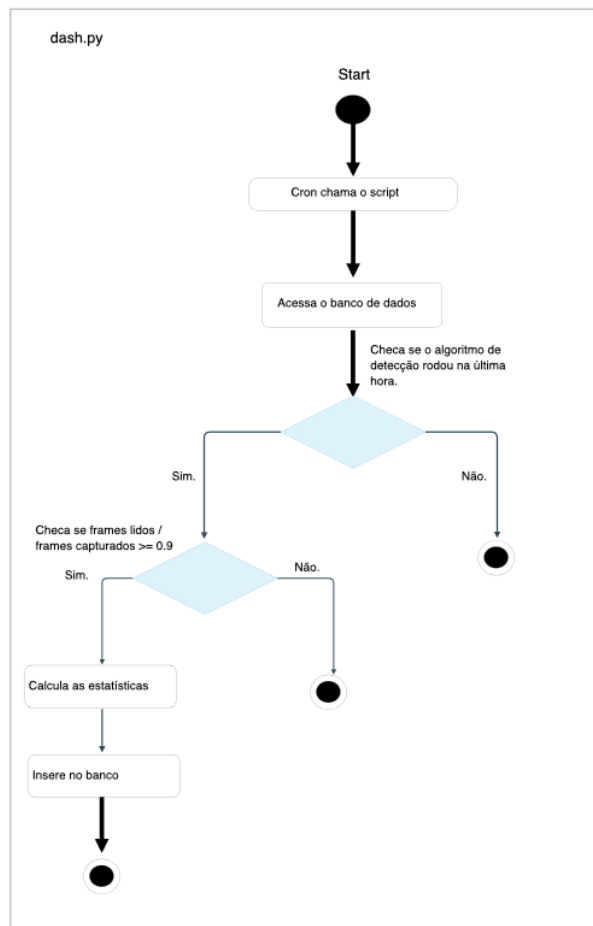 dash.py
Start
Cron chama o script
Acessa o banco de dados
Checa se o algoritmo de
detecção rodou na última
hora.
Sim.
Não.
Checa se frames lidos /
frames capturados >= 0.9
Sim.
Não.
Calcula as estatísticas
Insere no banco